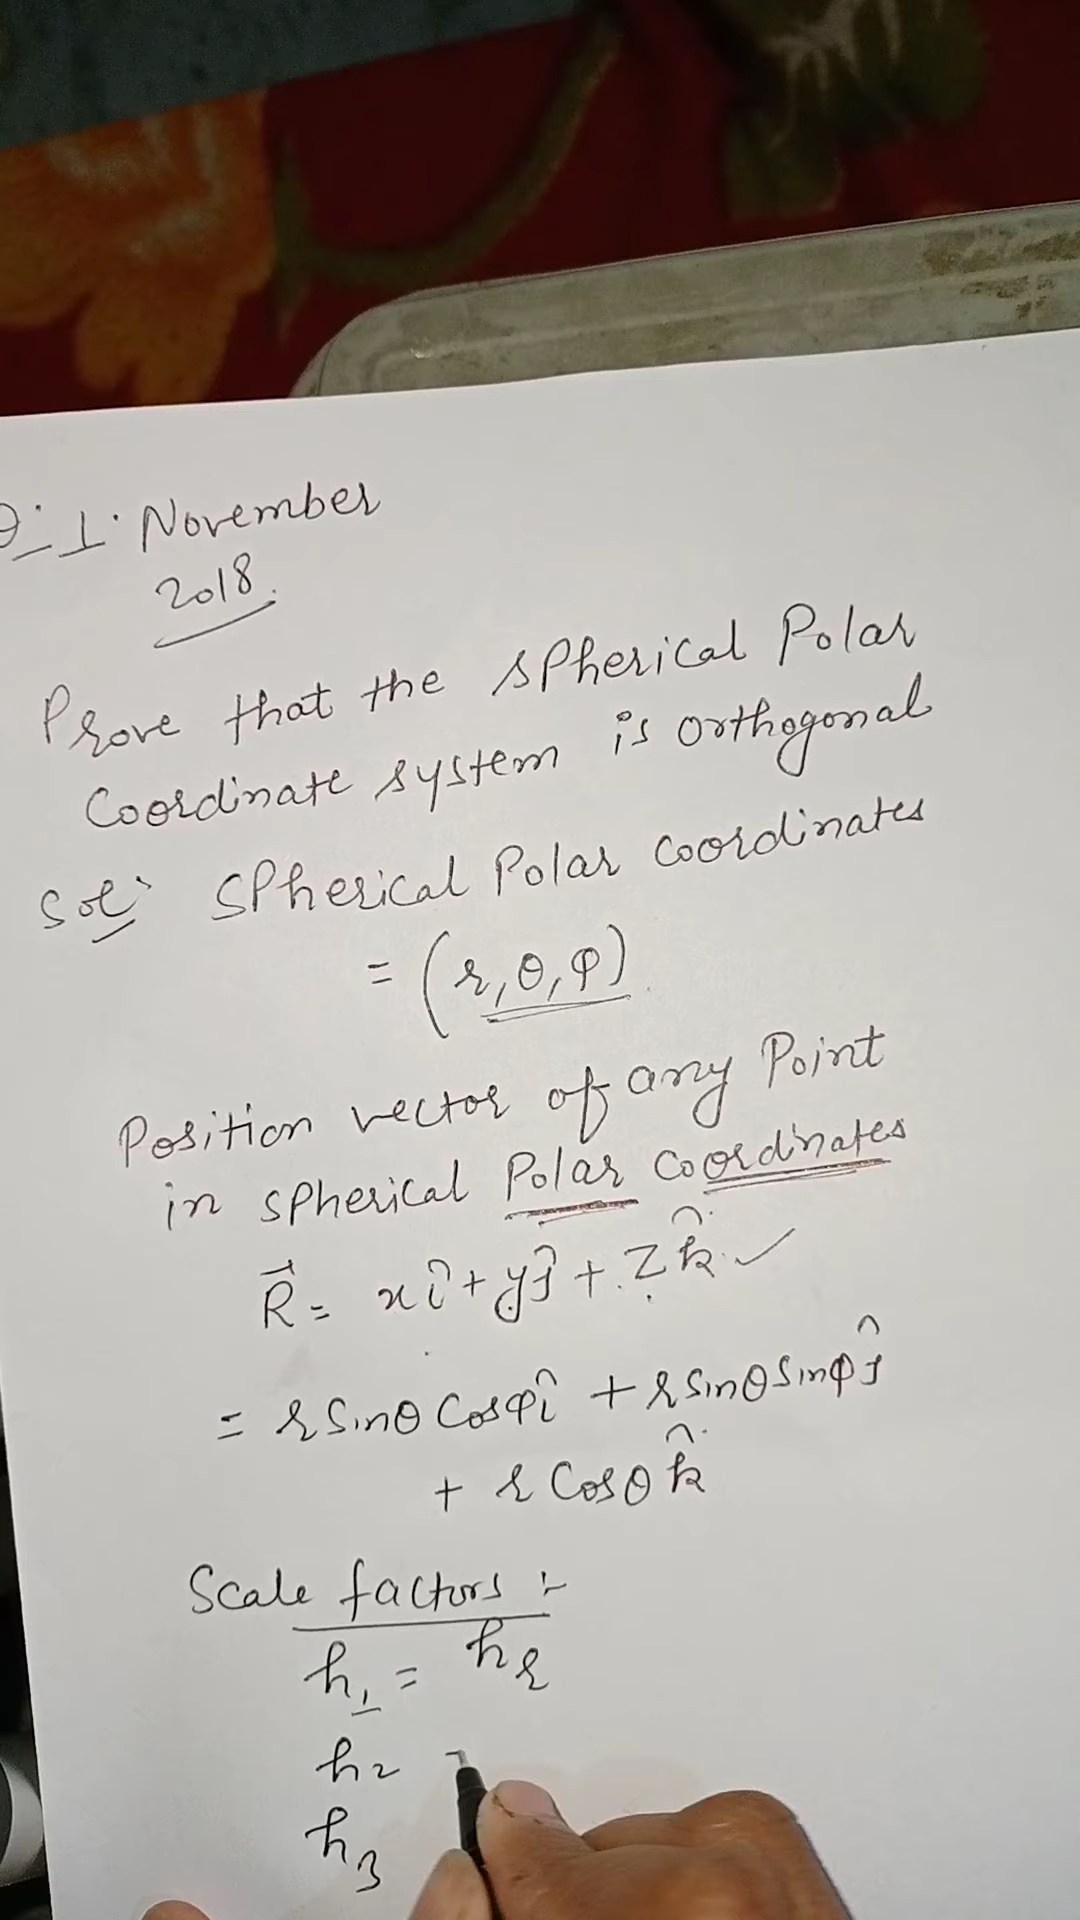 Q:-1. November
2018.
Prove that the spherical Polar
Coordinate system is orthogonal
Sol: Spherical Polar coordinates
= (r, θ, φ)
Position vector of any Point
in spherical Polar coordinates
R⃗ = xî + yĵ + zk̂ ✓
= r sinθ cosφ î + r sinθ sinφ ĵ
+ r cosθ k̂
Scale factors :-
h₁ = hr
h₂
h₃